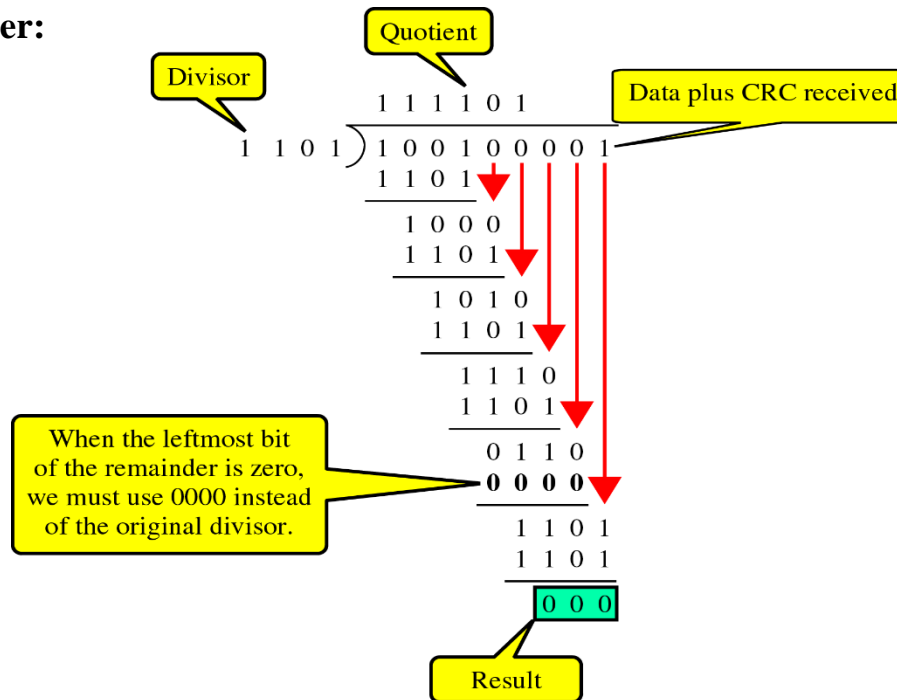 er:
Quotient
Divisor
Data plus CRC received
1 1 1 1 0 1
1 1 0 1 1 0 0 1 0 0 0 0 1
1 1 0 1
1 0 0 0
1 1 0 1
1 0 1 0
1 1 0 1
1 1 1 0
1 1 0 1
When the leftmost bit
of the remainder is zero,
we must use 0000 instead
of the original divisor.
0 1 1 0
0 0 0 0
1 1 0 1
1 1 0 1
0 0 0
Result